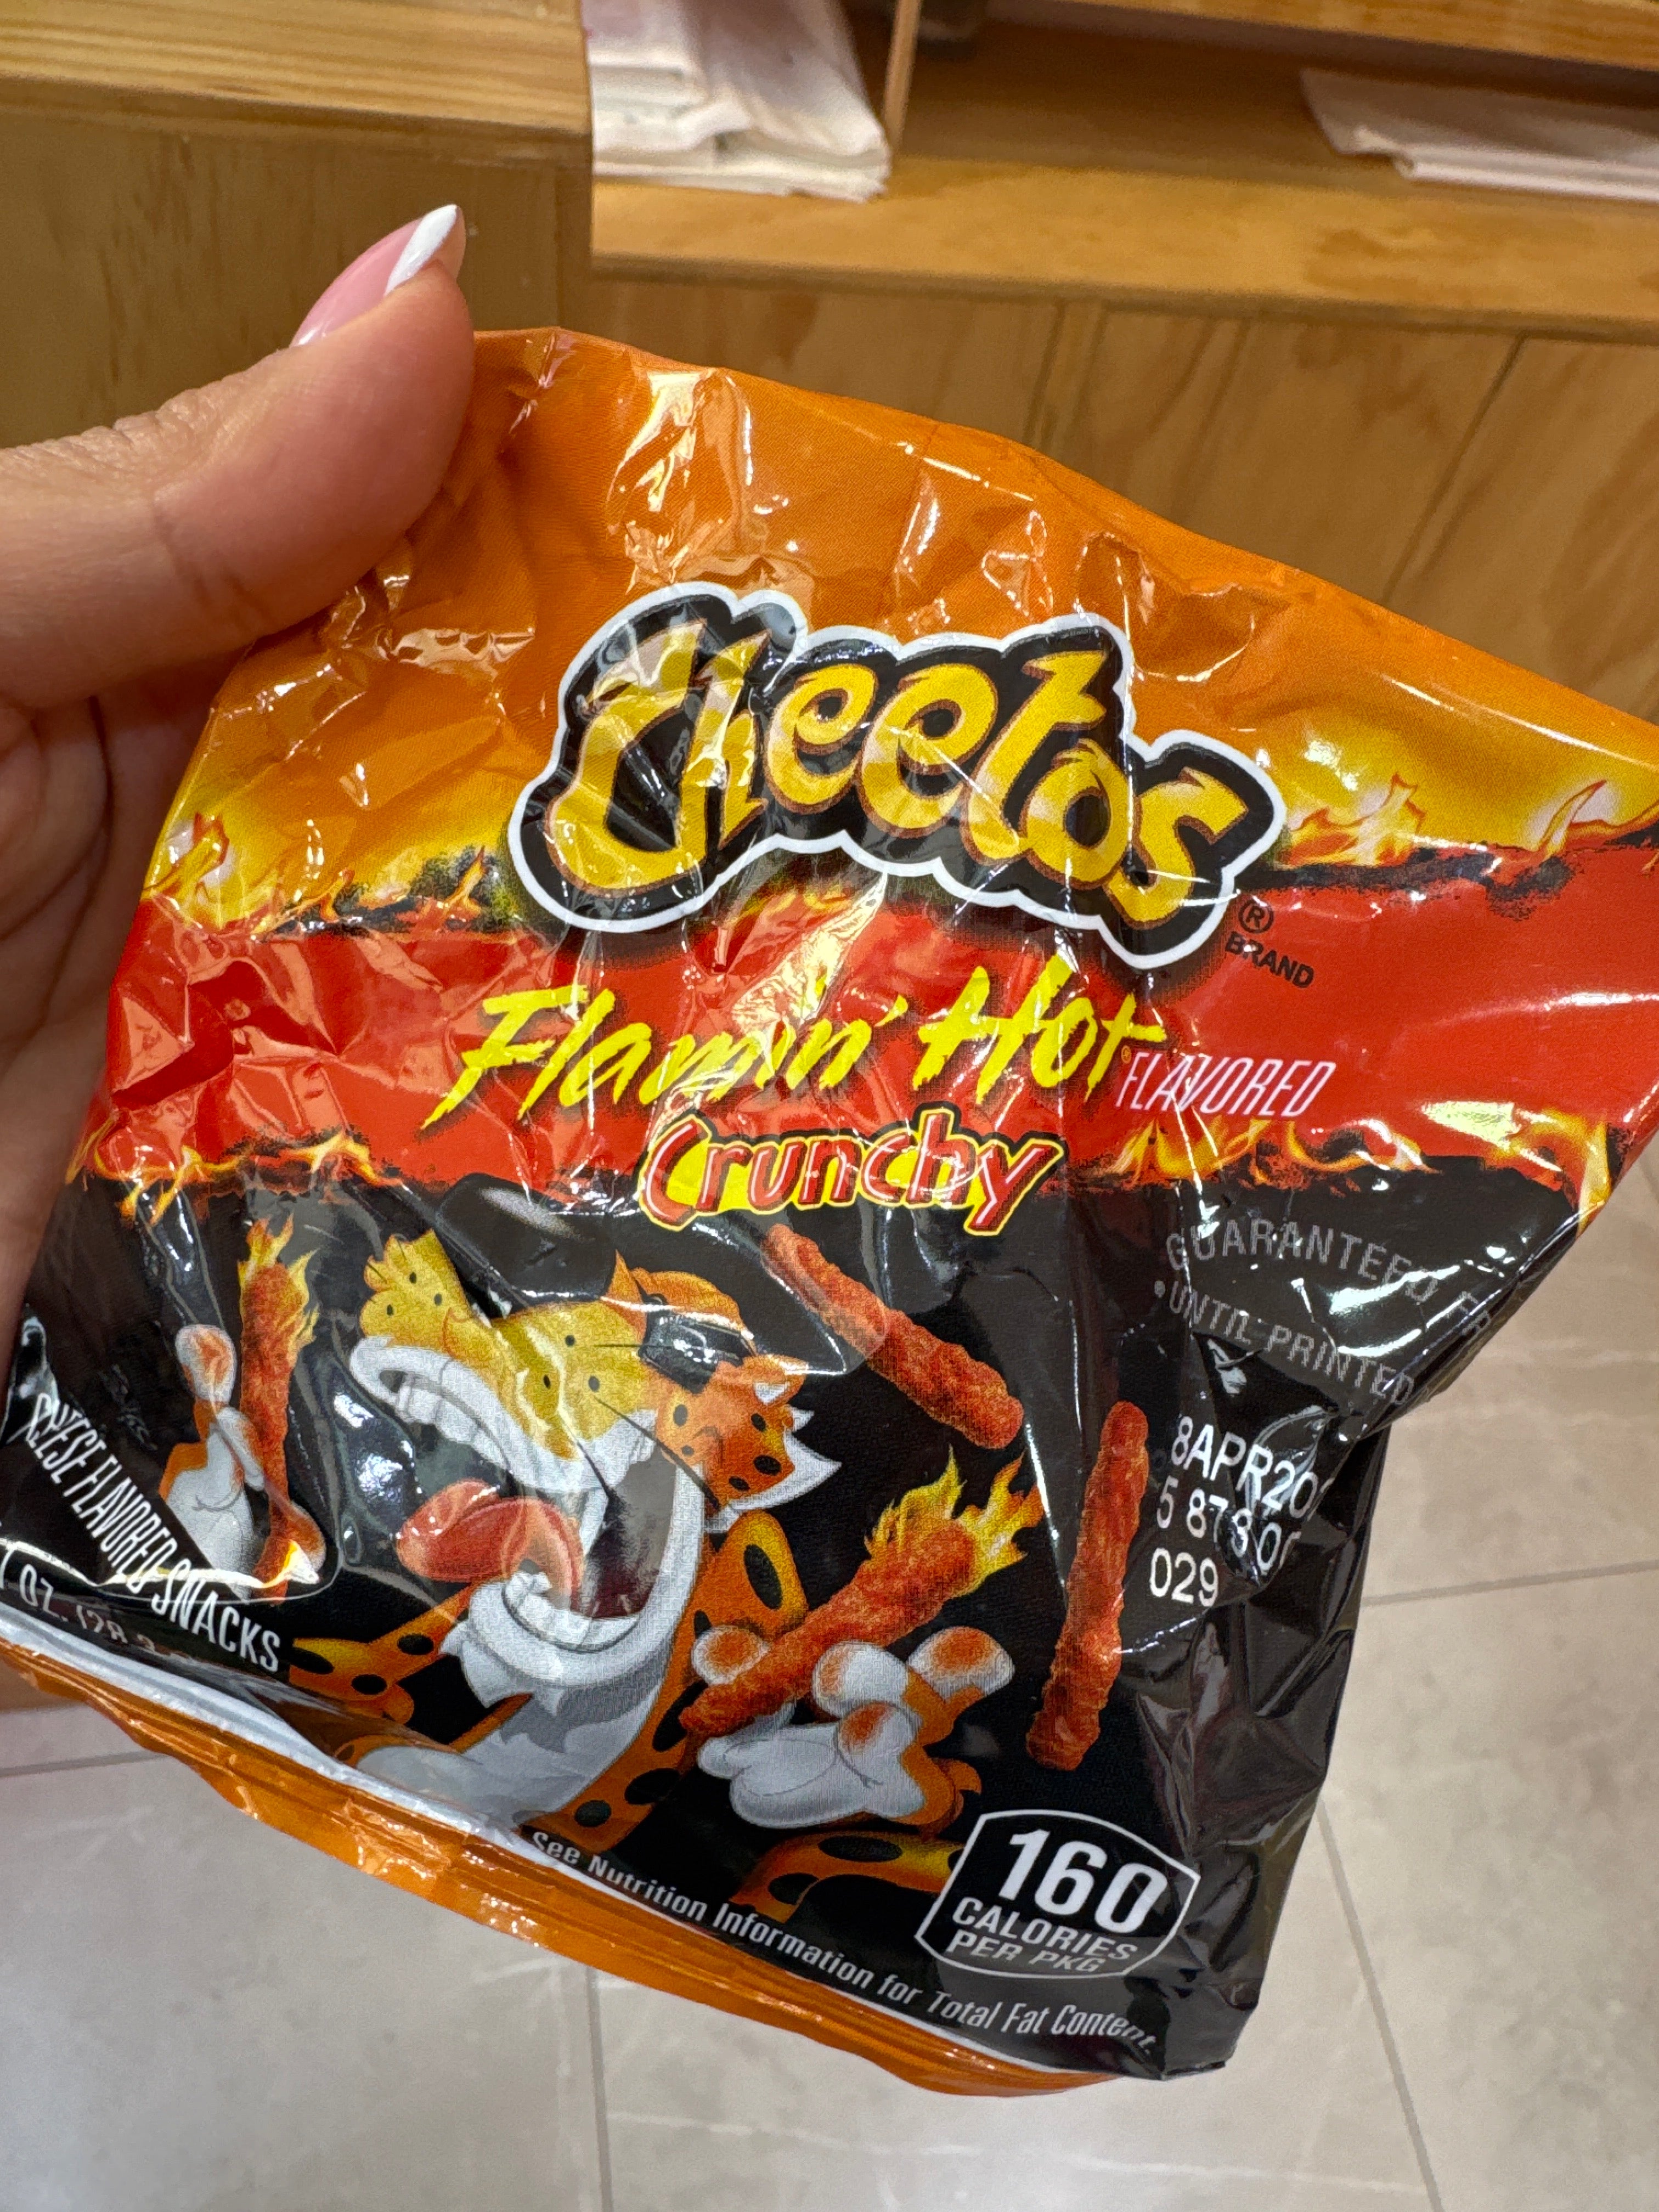 Cheetos
®
BRAND
Flamin' Hot® FLAVORED
Crunchy
GUARANTEED
•UNTIL PRINTED
8APR20
029
CHEESE FLAVORED SNACKS
OZ.
160
CALORIES
PER PKG
See Nutrition Information for Total Fat Content.